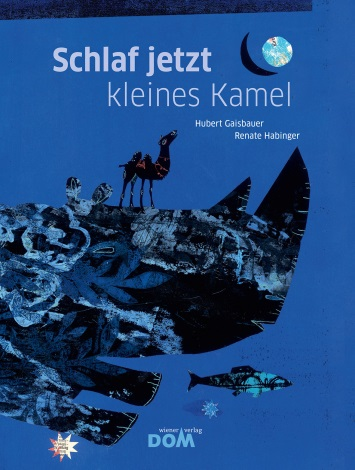 Schlaf jetzt
kleines Kamel
Hubert Gaisbauer
Renate Habinger
wiener verlag
DOM